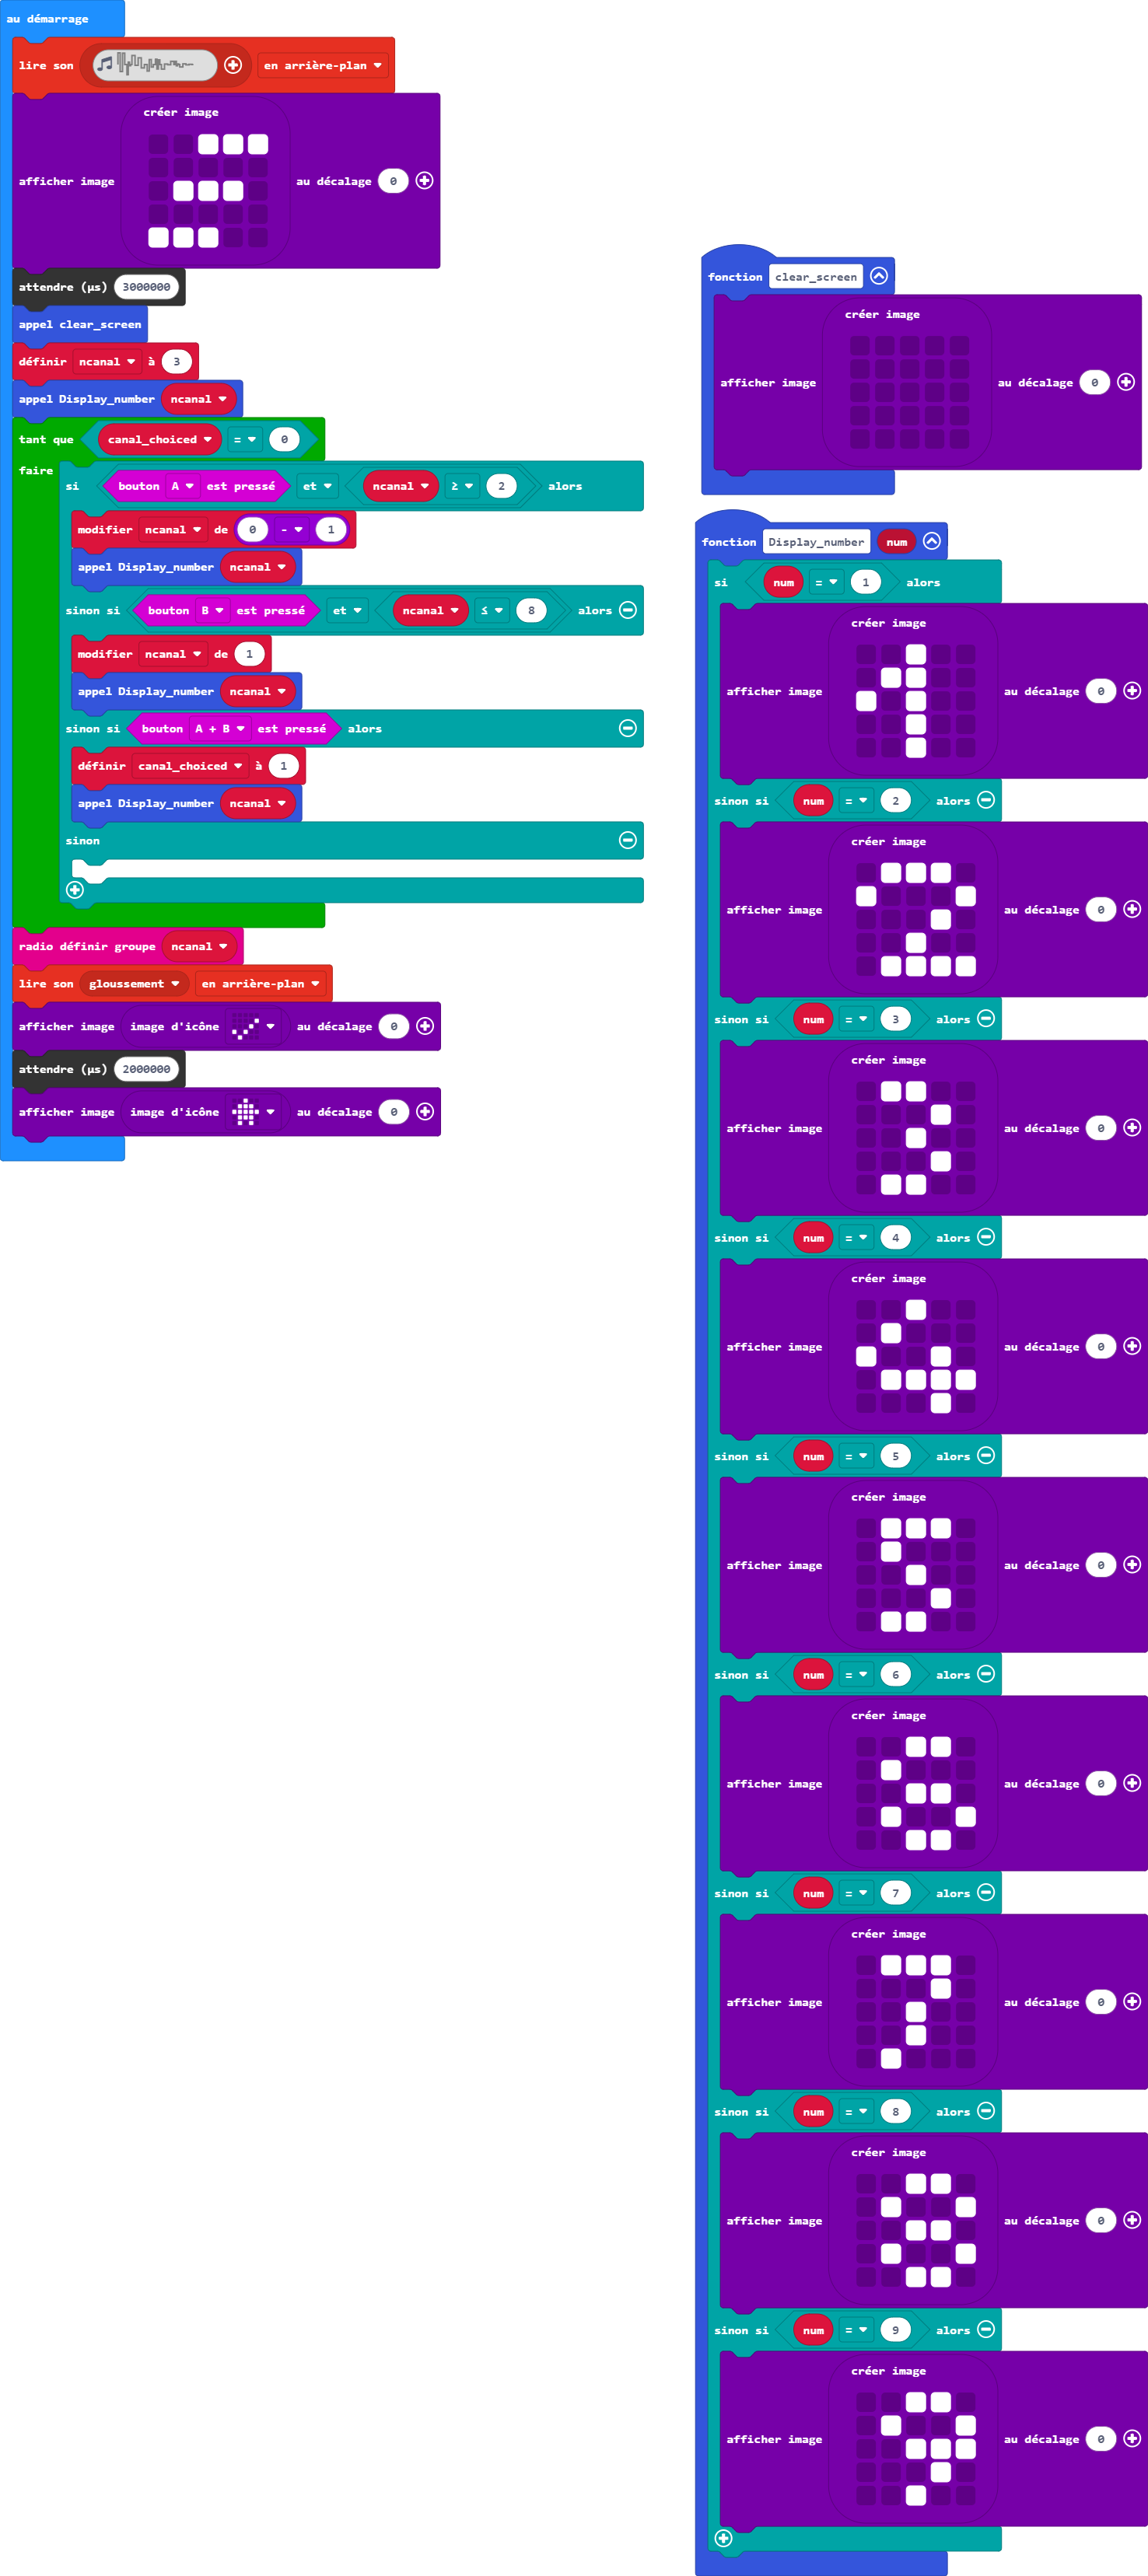 au démarrage
lire son en arrière-plan
créer image
afficher image au décalage 0
attendre (µs) 3000000
appel clear_screen
définir ncanal à 3
appel Display_number ncanal
tant que canal_choiced = 0
faire
si bouton A est pressé et ncanal ≥ 2 alors
modifier ncanal de 0 - 1
appel Display_number ncanal
sinon si bouton B est pressé et ncanal ≤ 8 alors
modifier ncanal de 1
appel Display_number ncanal
sinon si bouton A + B est pressé alors
définir canal_choiced à 1
appel Display_number ncanal
sinon
radio définir groupe ncanal
lire son gloussement en arrière-plan
afficher image image d'icône au décalage 0
attendre (µs) 2000000
afficher image image d'icône au décalage 0
fonction clear_screen
créer image
afficher image au décalage 0
fonction Display_number num
si num = 1 alors
créer image
afficher image au décalage 0
sinon si num = 2 alors
créer image
afficher image au décalage 0
sinon si num = 3 alors
créer image
afficher image au décalage 0
sinon si num = 4 alors
créer image
afficher image au décalage 0
sinon si num = 5 alors
créer image
afficher image au décalage 0
sinon si num = 6 alors
créer image
afficher image au décalage 0
sinon si num = 7 alors
créer image
afficher image au décalage 0
sinon si num = 8 alors
créer image
afficher image au décalage 0
sinon si num = 9 alors
créer image
afficher image au décalage 0